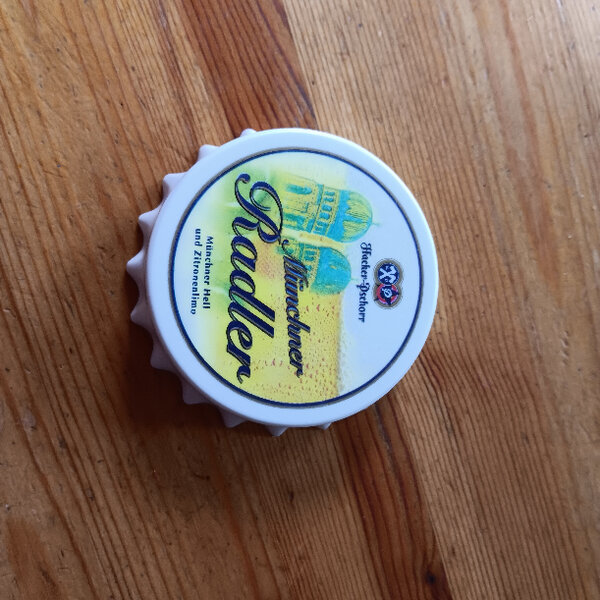 Hacker-Pschorr
Münchner
Radler
Münchner Hell
und Zitronenlimo